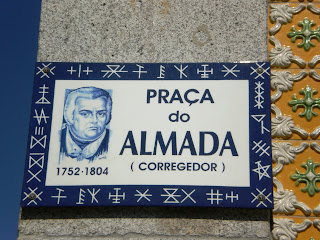 PRAÇA
do
ALMADA
( CORREGEDOR )
1752 - 1804